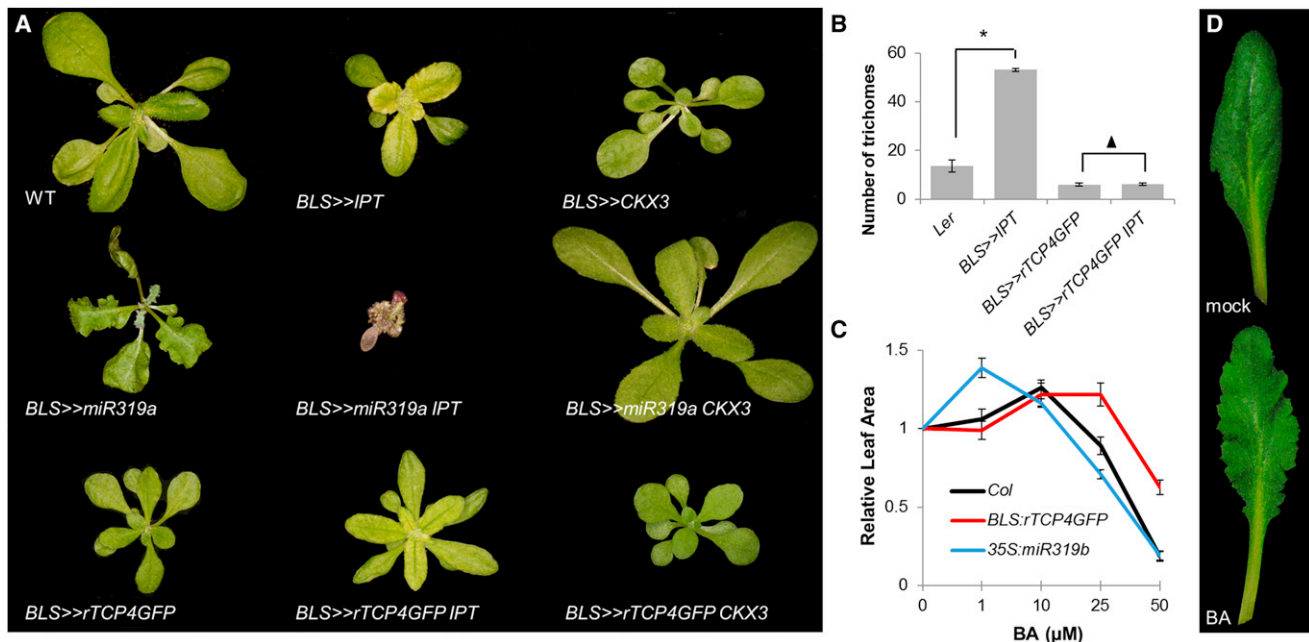 A
WT
BLS>>IPT
BLS>>CKX3
BLS>>miR319a
BLS>>miR319a IPT
BLS>>miR319a CKX3
BLS>>rTCP4GFP
BLS>>rTCP4GFP IPT
BLS>>rTCP4GFP CKX3
B
*
▲
Number of trichomes
60
40
20
0
Ler
BLS>>IPT
BLS>>rTCP4GFP
BLS>>rTCP4GFP IPT
C
Relative Leaf Area
1.5
1
0.5
0
Col
BLS:rTCP4GFP
35S:miR319b
0 1 10 25 50
BA (µM)
D
mock
BA